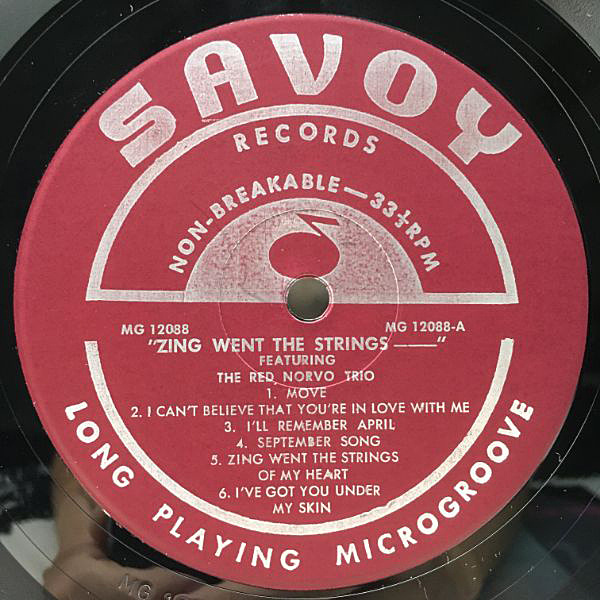 SAVOY
RECORDS
NON-BREAKABLE—33⅓RPM
MG 12088 MG 12088-A
"ZING WENT THE STRINGS ——"
FEATURING
THE RED NORVO TRIO
1. MOVE
2. I CAN'T BELIEVE THAT YOU'RE IN LOVE WITH ME
3. I'LL REMEMBER APRIL
4. SEPTEMBER SONG
5. ZING WENT THE STRINGS
OF MY HEART
6. I'VE GOT YOU UNDER
MY SKIN
LONG PLAYING MICROGROOVE
MG